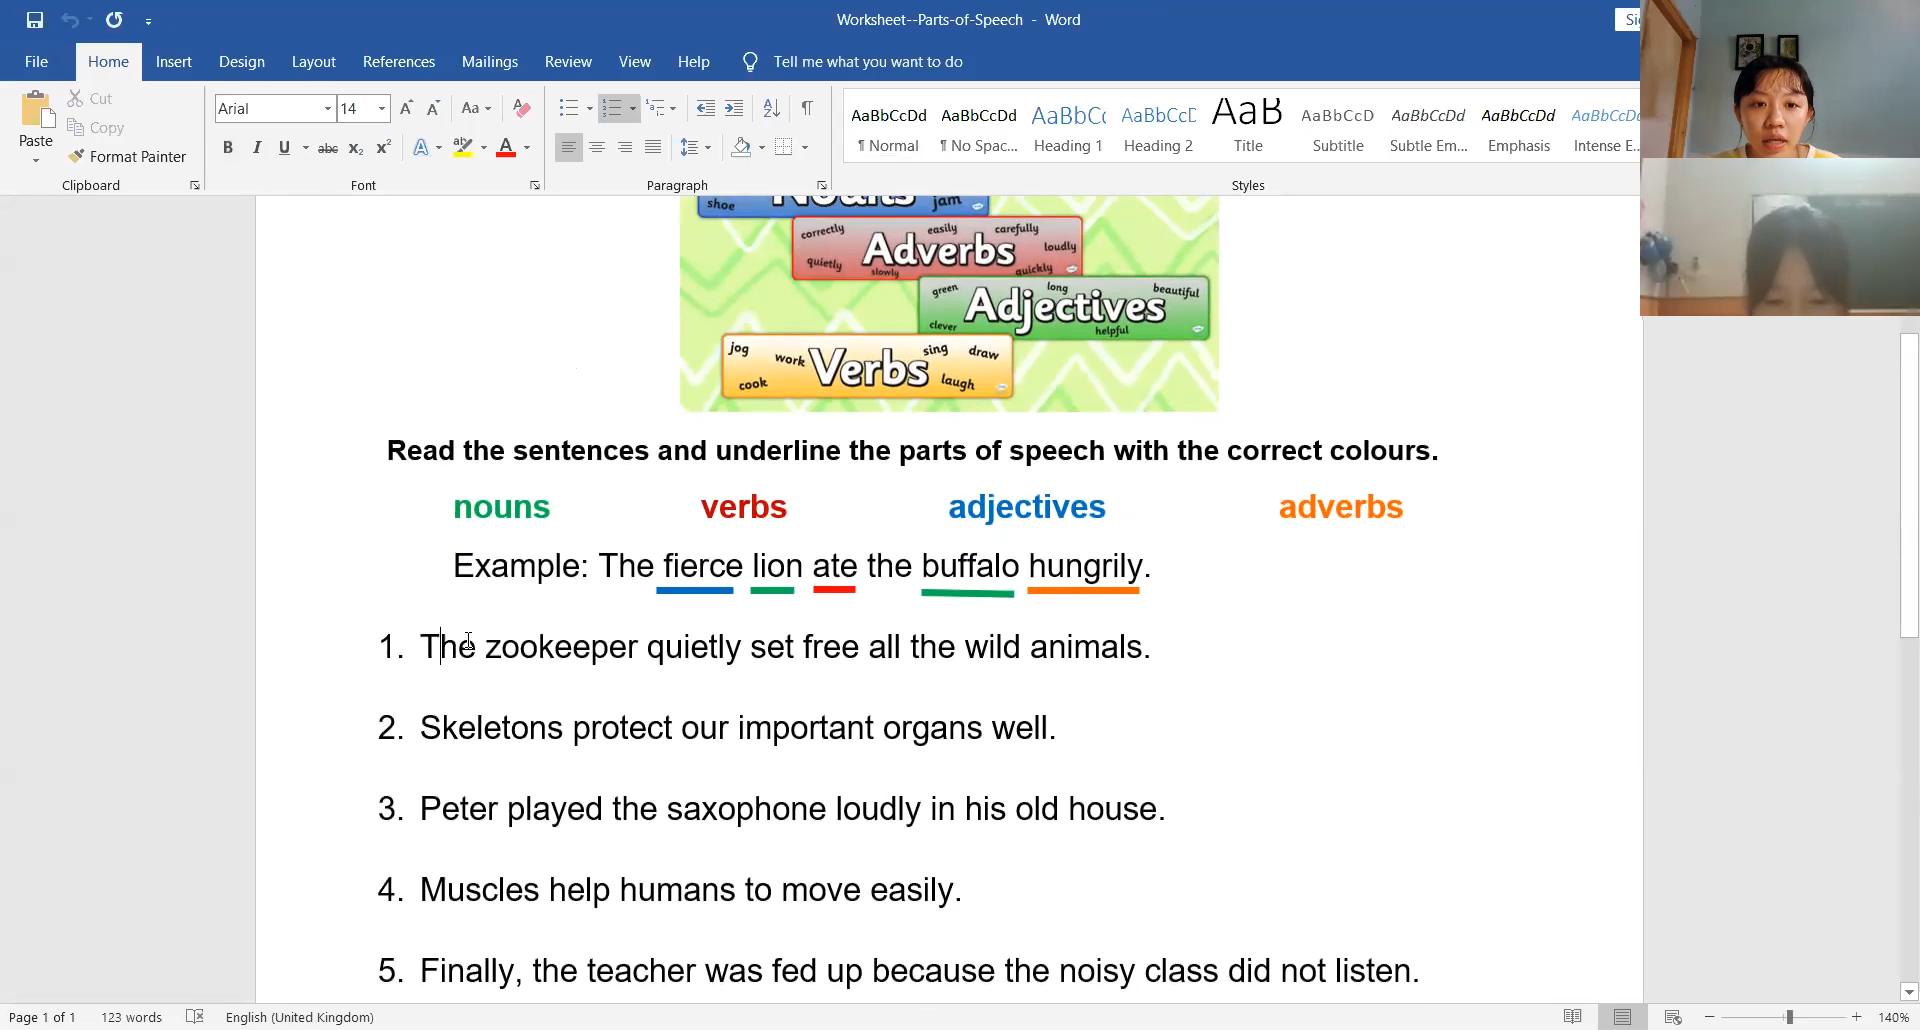 Worksheet--Parts-of-Speech - Word
File Home Insert Design Layout References Mailings Review View Help Tell me what you want to do
Paste
Cut
Copy
Format Painter
Clipboard
Arial 14
Font
Paragraph
AaBbCcDd AaBbCcDd AaBbCc AaBbCcD AaB AaBbCcD AaBbCcDd AaBbCcDd AaBbCcDd
¶ Normal ¶ No Spac... Heading 1 Heading 2 Title Subtitle Subtle Em... Emphasis Intense E...
Styles
shoe Nouns jam
correctly easily carefully
Adverbs loudly
quietly slowly quickly
green long beautiful
Adjectives
clever helpful
jog work Verbs sing draw
cook laugh
Read the sentences and underline the parts of speech with the correct colours.
nouns verbs adjectives adverbs
Example: The fierce lion ate the buffalo hungrily.
1. The zookeeper quietly set free all the wild animals.
2. Skeletons protect our important organs well.
3. Peter played the saxophone loudly in his old house.
4. Muscles help humans to move easily.
5. Finally, the teacher was fed up because the noisy class did not listen.
Page 1 of 1 123 words English (United Kingdom) 140%